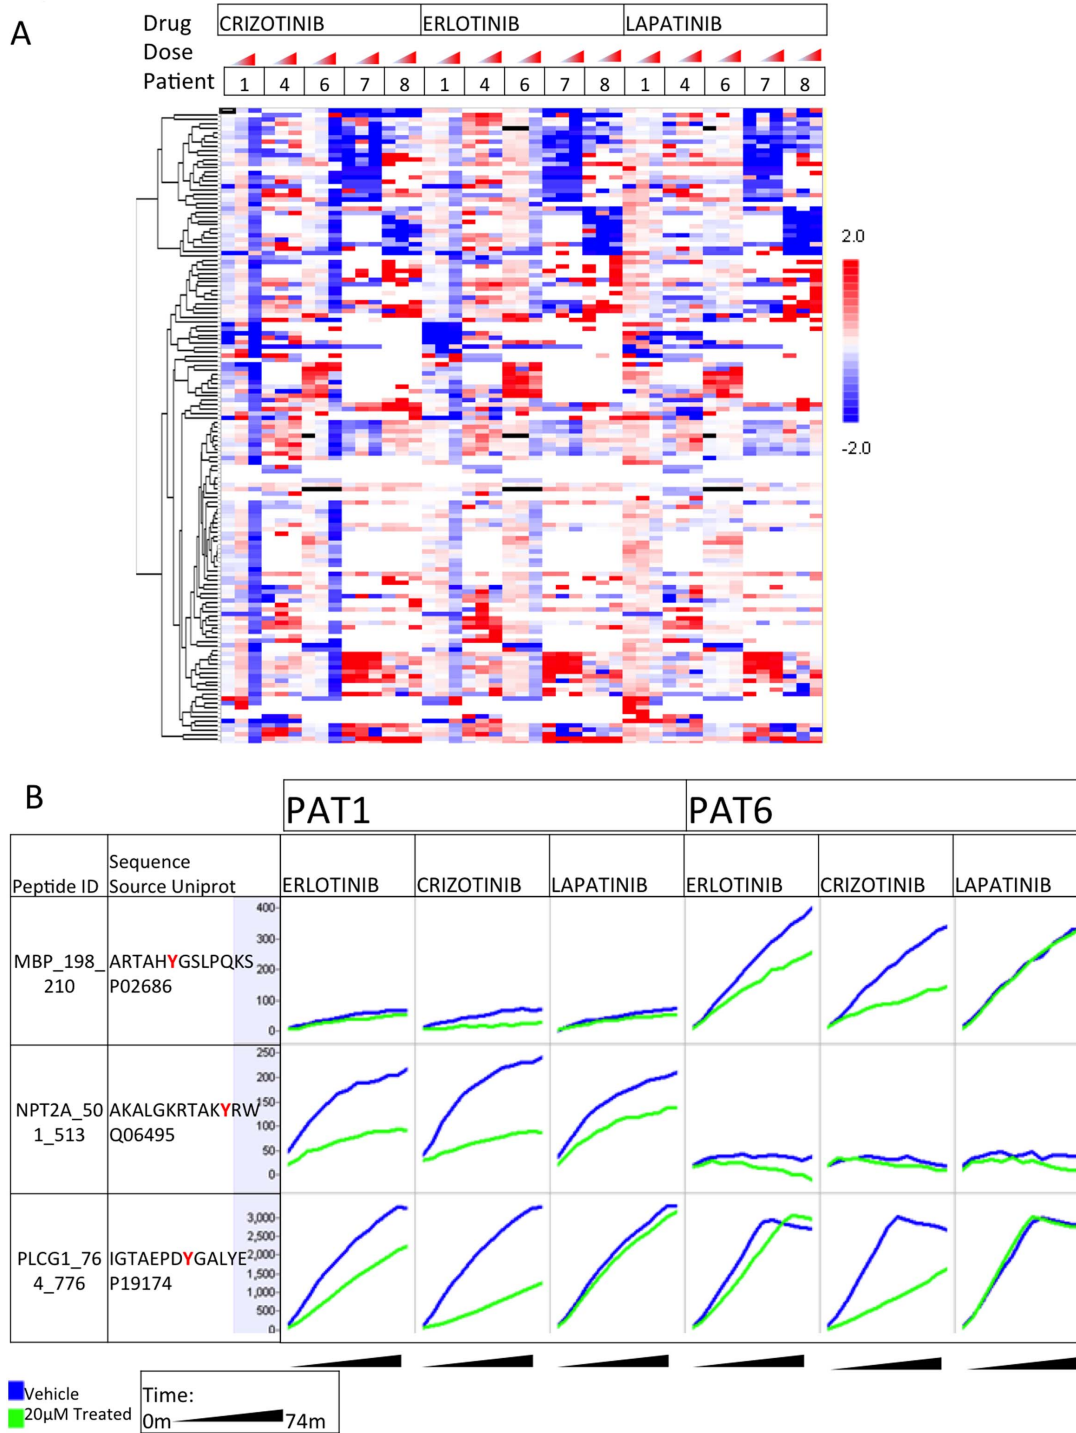 A
Drug CRIZOTINIB ERLOTINIB LAPATINIB
Dose
Patient 1 4 6 7 8 1 4 6 7 8 1 4 6 7 8
2.0
-2.0
B
PAT1 PAT6
Peptide ID Sequence Source Uniprot ERLOTINIB CRIZOTINIB LAPATINIB ERLOTINIB CRIZOTINIB LAPATINIB
MBP_198_
210
ARTAHYGSLPQKS
P02686
400
300
200
100
0
NPT2A_50
1_513
AKALGKRTAKYRW
Q06495
250
200
150
100
50
0
PLCG1_76
4_776
IGTAEPDYGALYE
P19174
3,000
2,500
2,000
1,500
1,000
500
0
Vehicle
20µM Treated
Time:
0m 74m